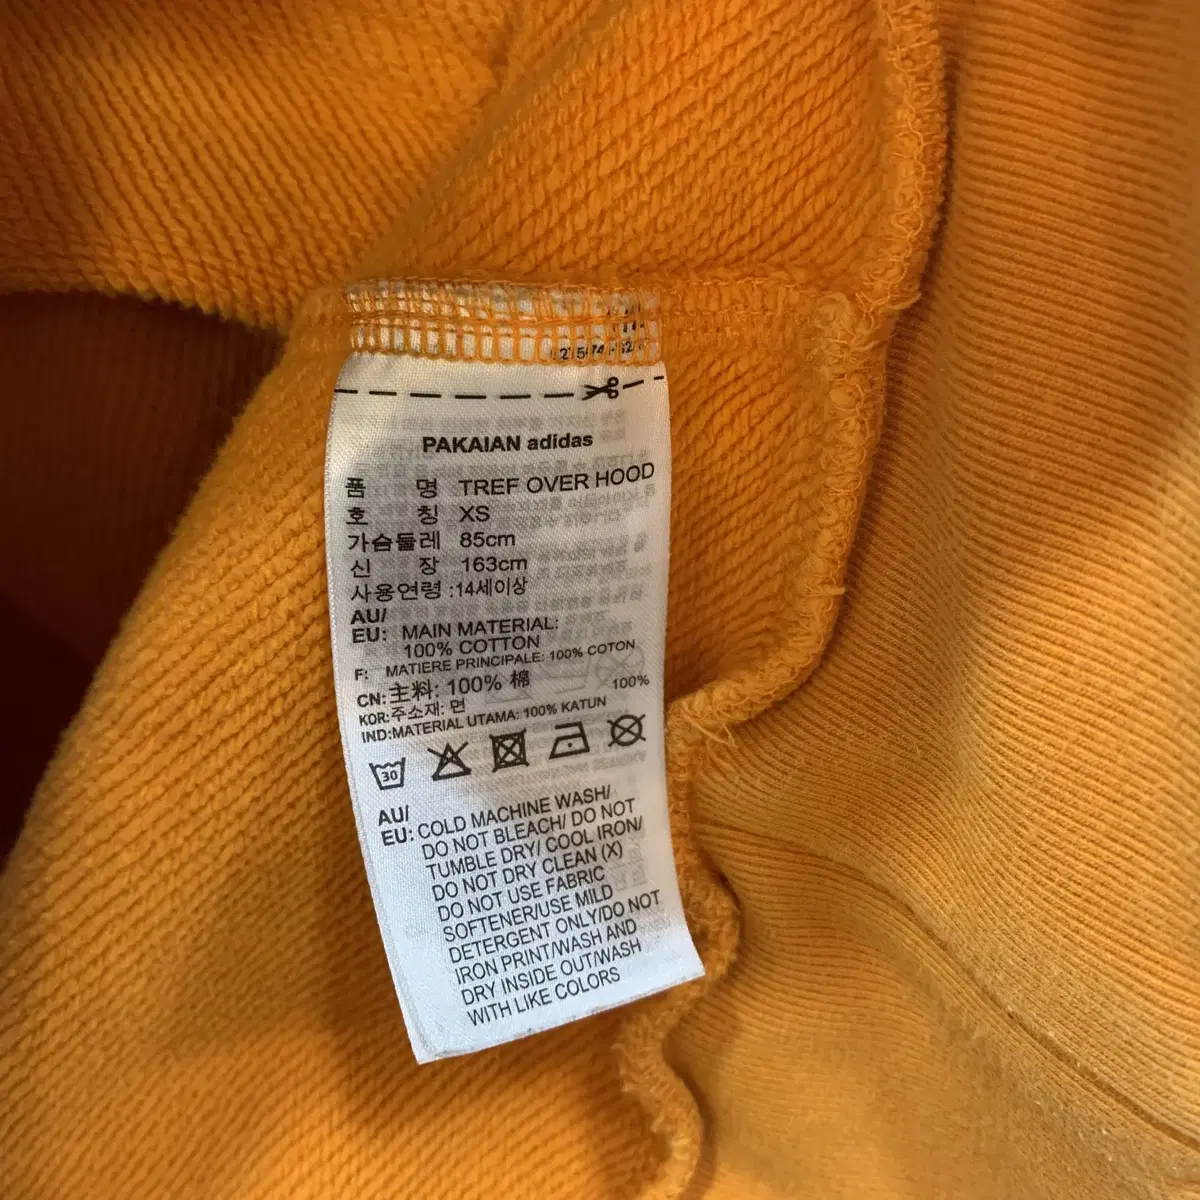 PAKAIAN adidas
품 명 TREF OVER HOOD
호 칭 XS
가슴둘레 85cm
신 장 163cm
사용연령 :14세이상
AU/
EU: MAIN MATERIAL:
100% COTTON
F: MATIERE PRINCIPALE: 100% COTON
CN: 主料: 100% 棉
KOR:주소재: 면 100%
IND:MATERIAL UTAMA: 100% KATUN
30
AU/
EU: COLD MACHINE WASH/
DO NOT BLEACH/ DO NOT
TUMBLE DRY/ COOL IRON/
DO NOT DRY CLEAN (X)
DO NOT USE FABRIC
SOFTENER/USE MILD
DETERGENT ONLY/DO NOT
IRON PRINT/WASH AND
DRY INSIDE OUT/WASH
WITH LIKE COLORS